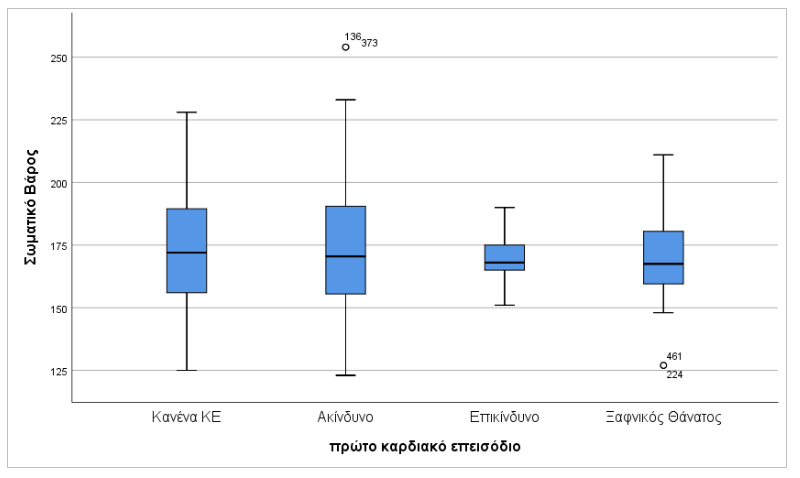 136
373
250
225
200
175
150
125
461
224
Σωματικό Βάρος
Κανένα ΚΕ
Ακίνδυνο
Επικίνδυνο
Ξαφνικός Θάνατος
πρώτο καρδιακό επεισόδιο